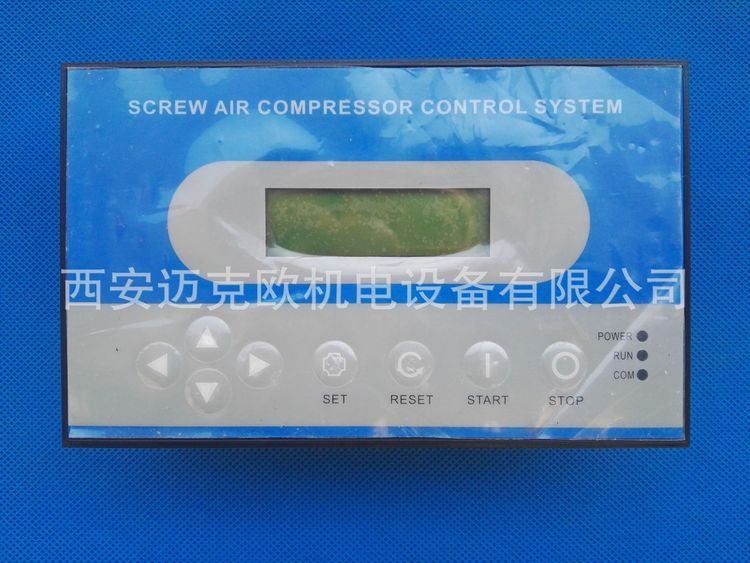 SCREW AIR COMPRESSOR CONTROL SYSTEM
西安迈克欧机电设备有限公司
POWER
RUN
COM
SET RESET START STOP